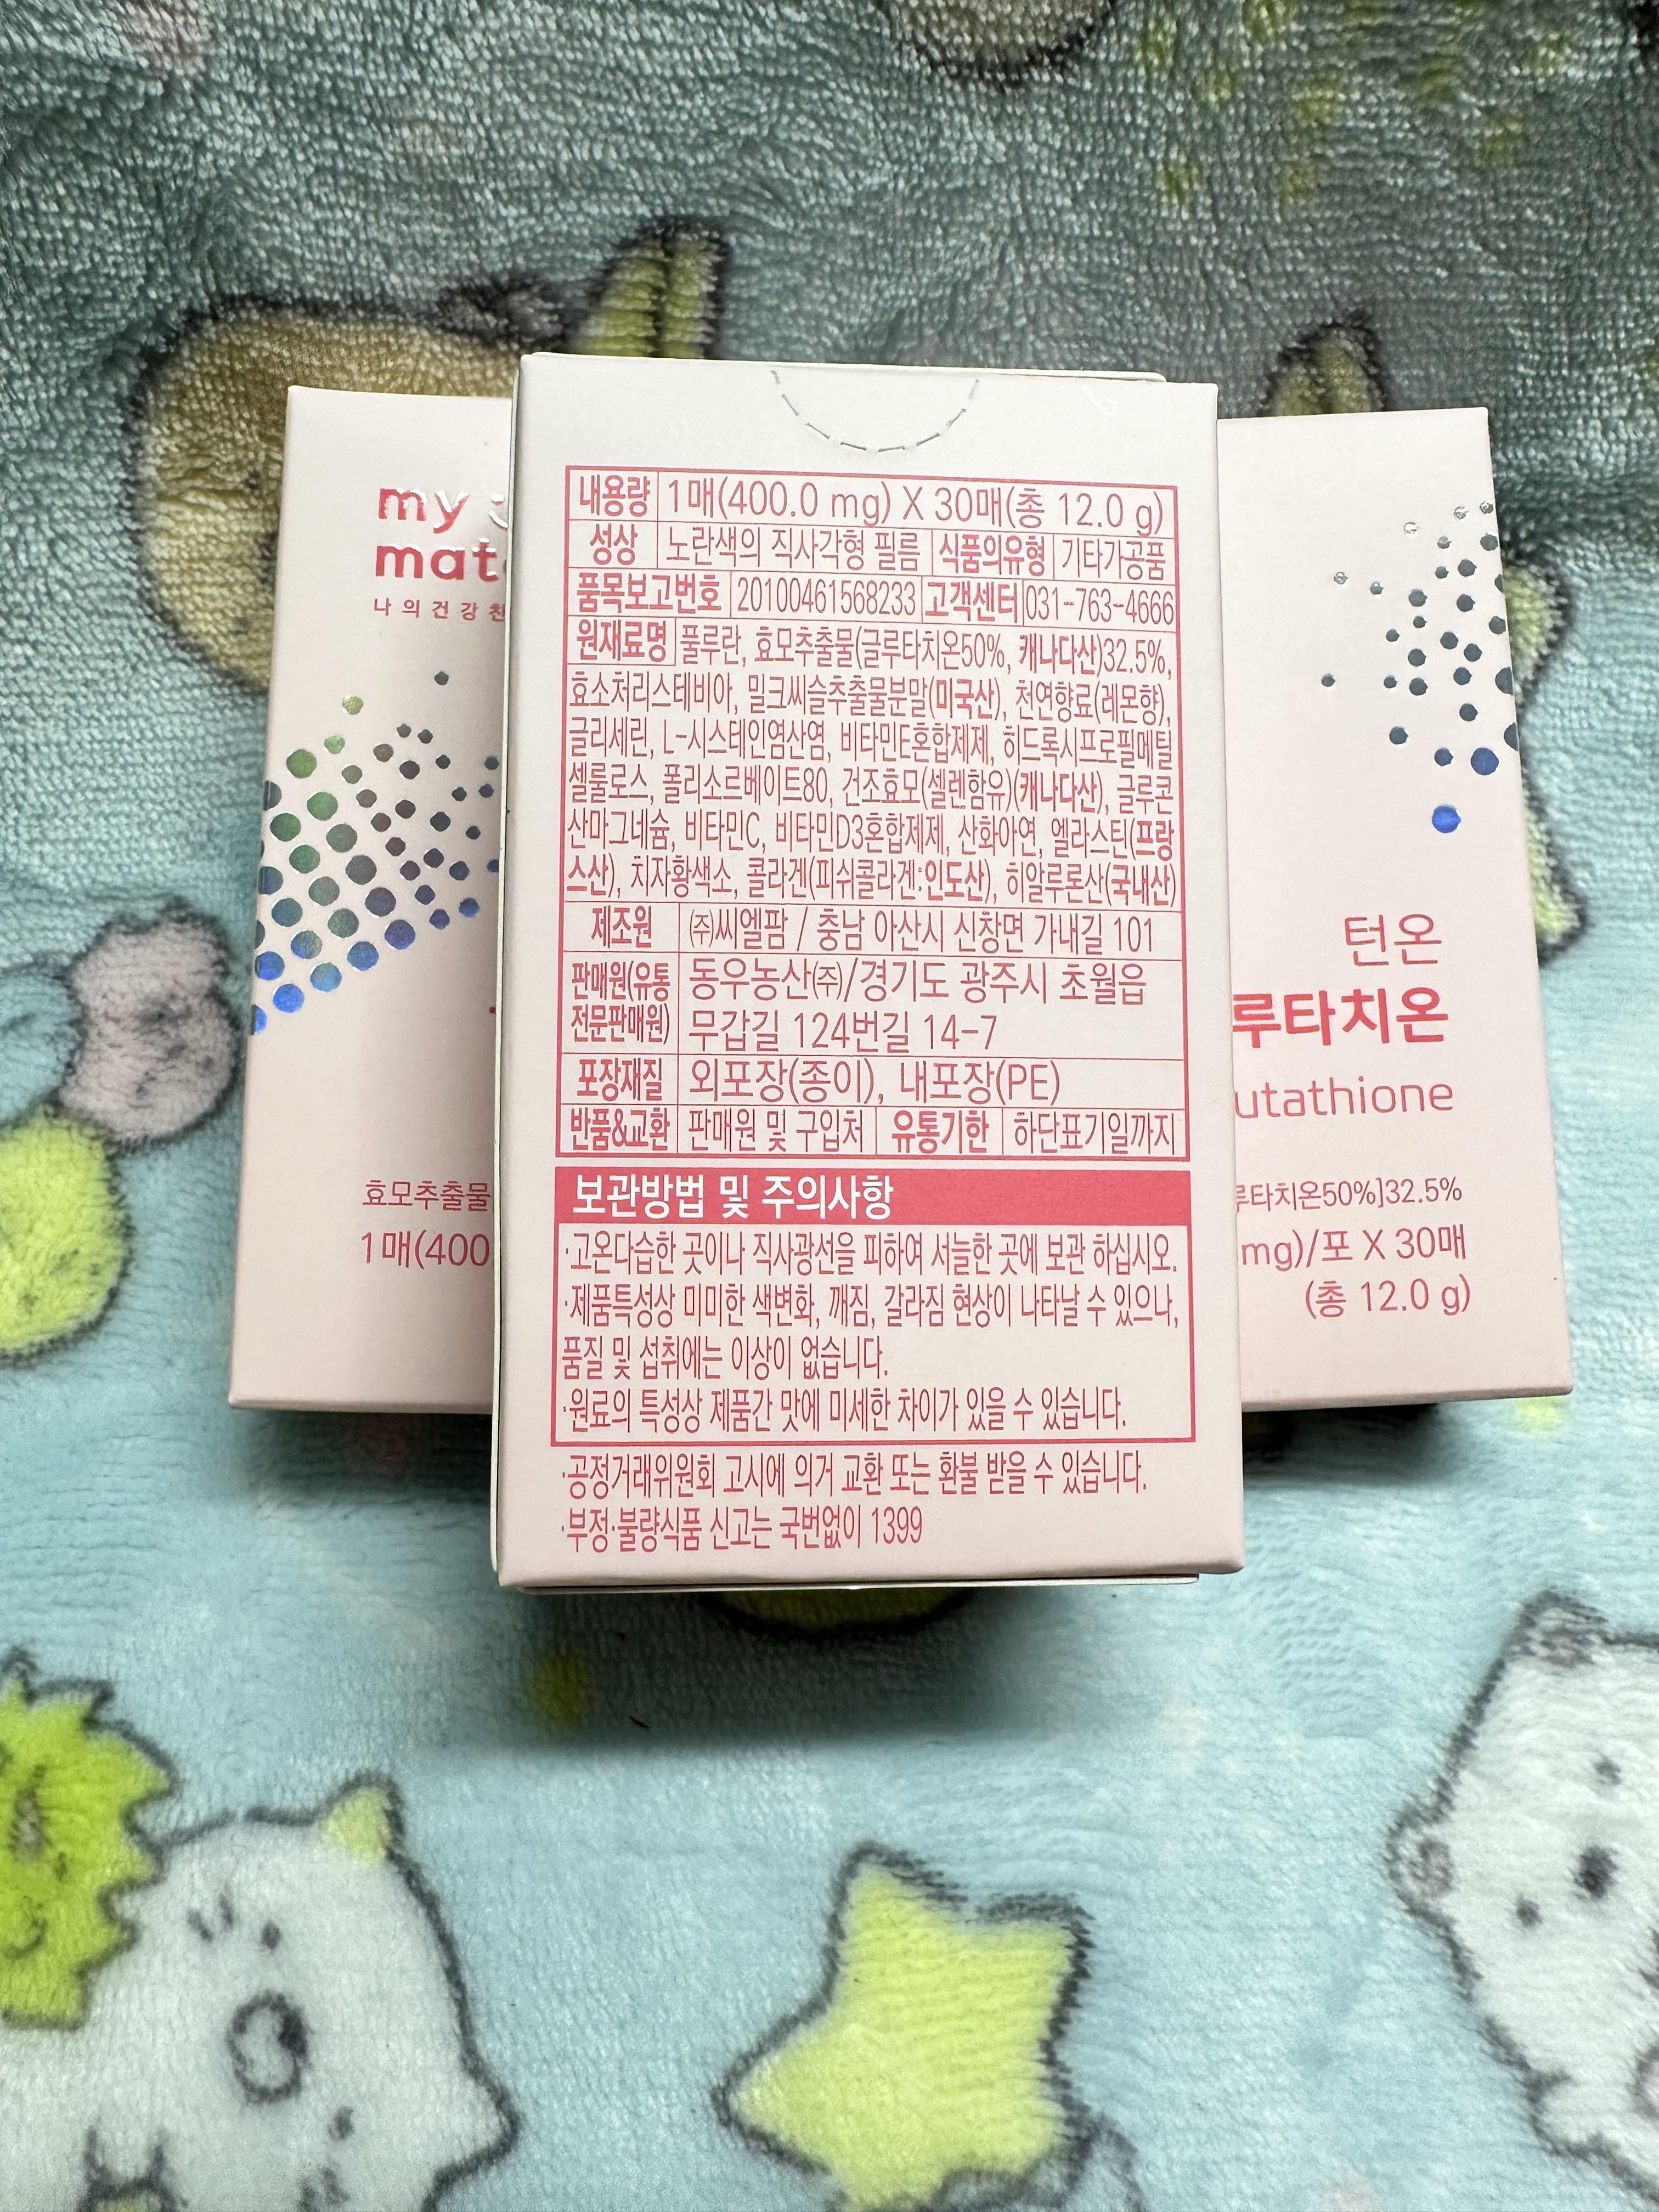 my
mat
나의건강친
내용량 1매(400.0 mg) X 30매(총 12.0 g)
성상 노란색의 직사각형 필름 식품의유형 기타가공품
품목보고번호 20100461568233 고객센터 031-763-4666
원재료명 풀루란, 효모추출물(글루타치온50%, 캐나다산)32.5%,
효소처리스테비아, 밀크씨슬추출물분말(미국산), 천연향료(레몬향),
글리세린, L-시스테인염산염, 비타민E혼합제제, 히드록시프로필메틸
셀룰로스, 폴리소르베이트80, 건조효모(셀렌함유)(캐나다산), 글루콘
산마그네슘, 비타민C, 비타민D3혼합제제, 산화아연, 엘라스틴(프랑
스산), 치자황색소, 콜라겐(피쉬콜라겐:인도산), 히알루론산(국내산)
제조원 ㈜씨엘팜 / 충남 아산시 신창면 가내길 101
판매원(유통 동우농산㈜/경기도 광주시 초월읍
전문판매원) 무갑길 124번길 14-7
포장재질 외포장(종이), 내포장(PE)
반품&교환 판매원 및 구입처 유통기한 하단표기일까지
보관방법 및 주의사항
·고온다습한 곳이나 직사광선을 피하여 서늘한 곳에 보관 하십시오.
·제품특성상 미미한 색변화, 깨짐, 갈라짐 현상이 나타날 수 있으나,
품질 및 섭취에는 이상이 없습니다.
·원료의 특성상 제품간 맛에 미세한 차이가 있을 수 있습니다.
·공정거래위원회 고시에 의거 교환 또는 환불 받을 수 있습니다.
·부정·불량식품 신고는 국번없이 1399
효모추출물
1매(400
턴온
루타치온
utathione
루타치온50%]32.5%
mg)/포 X 30매
(총 12.0 g)